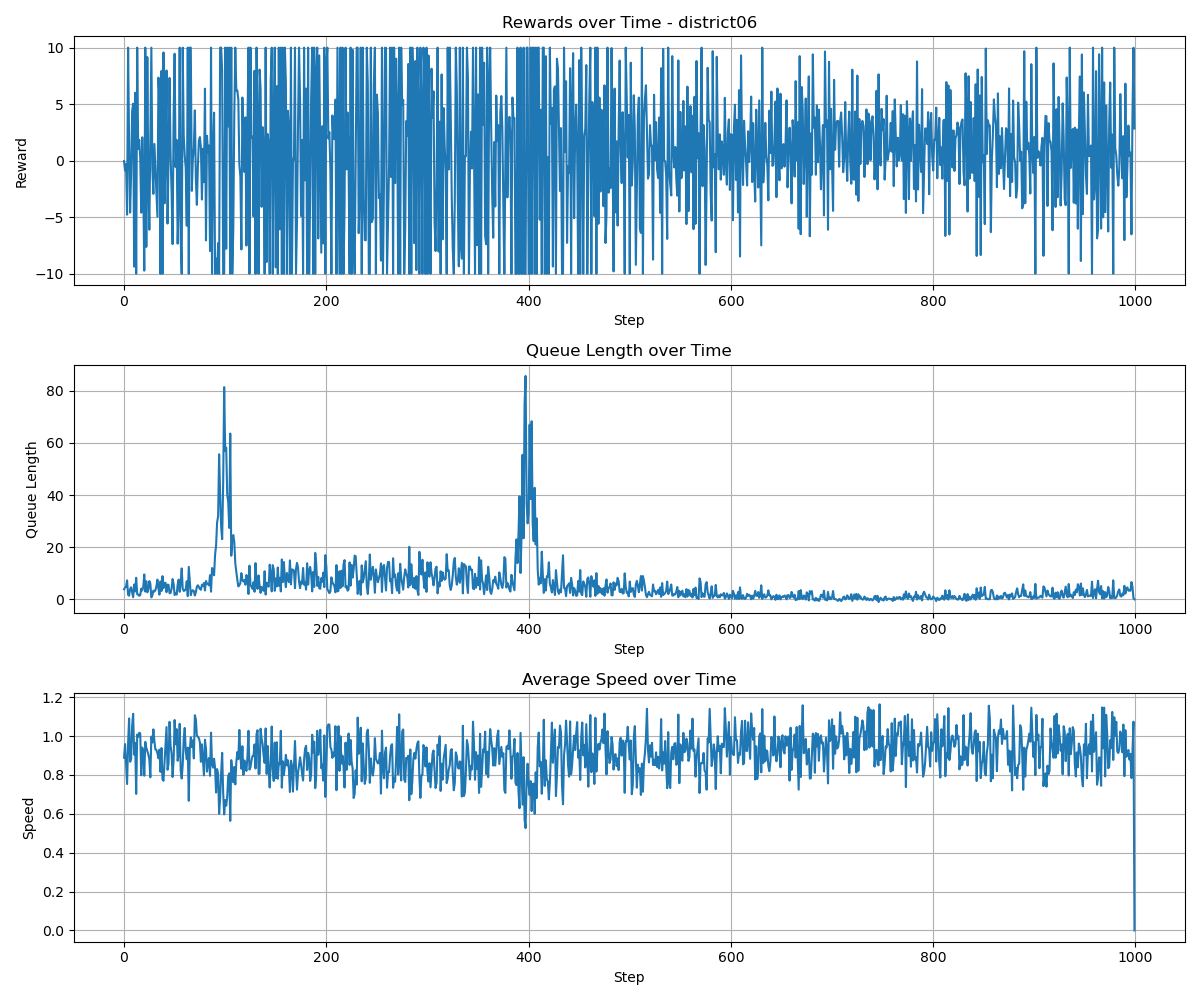 Rewards over Time - district06
10
5
0
−5
−10
Reward
0 200 400 600 800 1000
Step
Queue Length over Time
80
60
40
20
0
Queue Length
0 200 400 600 800 1000
Step
Average Speed over Time
1.2
1.0
0.8
0.6
0.4
0.2
0.0
Speed
0 200 400 600 800 1000
Step